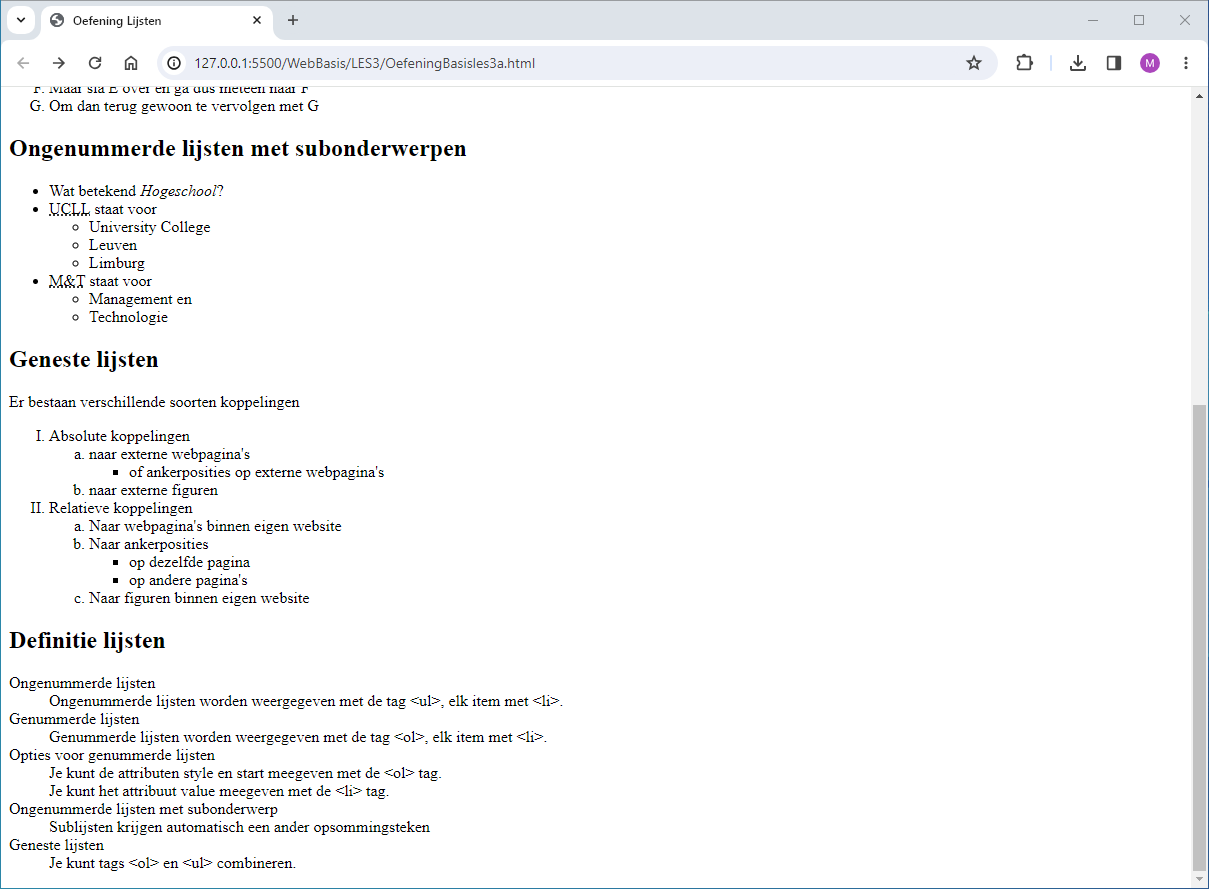 Oefening Lijsten
127.0.0.1:5500/WebBasis/LES3/OefeningBasisles3a.html
M
F. Maar sla E over en ga dus meteen naar F
G. Om dan terug gewoon te vervolgen met G
Ongenummerde lijsten met subonderwerpen
• Wat betekend Hogeschool?
• UCLL staat voor
◦ University College
◦ Leuven
◦ Limburg
• M&T staat voor
◦ Management en
◦ Technologie
Geneste lijsten
Er bestaan verschillende soorten koppelingen
I. Absolute koppelingen
a. naar externe webpagina's
▪ of ankerposities op externe webpagina's
b. naar externe figuren
II. Relatieve koppelingen
a. Naar webpagina's binnen eigen website
b. Naar ankerposities
▪ op dezelfde pagina
▪ op andere pagina's
c. Naar figuren binnen eigen website
Definitie lijsten
Ongenummerde lijsten
Ongenummerde lijsten worden weergegeven met de tag <ul>, elk item met <li>.
Genummerde lijsten
Genummerde lijsten worden weergegeven met de tag <ol>, elk item met <li>.
Opties voor genummerde lijsten
Je kunt de attributen style en start meegeven met de <ol> tag.
Je kunt het attribuut value meegeven met de <li> tag.
Ongenummerde lijsten met subonderwerp
Sublijsten krijgen automatisch een ander opsommingsteken
Geneste lijsten
Je kunt tags <ol> en <ul> combineren.